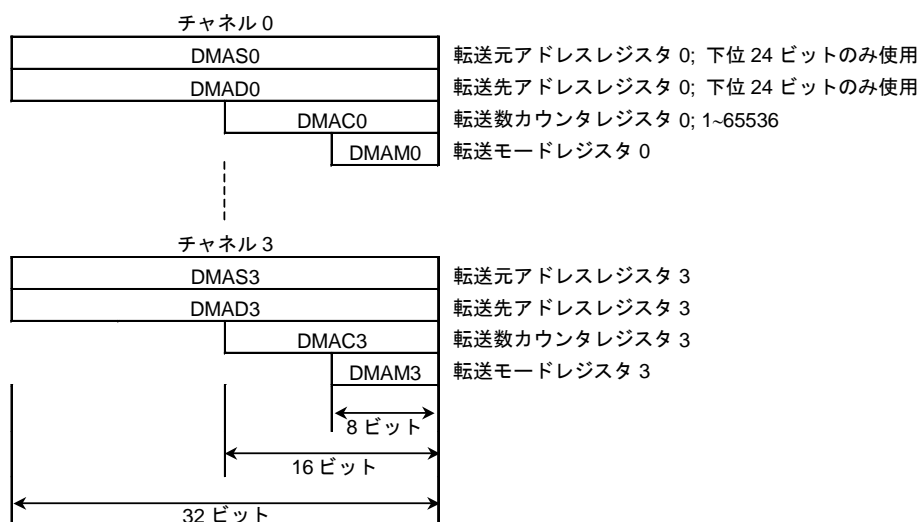 チャネル 0
DMAS0 転送元アドレスレジスタ 0; 下位 24 ビットのみ使用
DMAD0 転送先アドレスレジスタ 0; 下位 24 ビットのみ使用
DMAC0 転送数カウンタレジスタ 0; 1~65536
DMAM0 転送モードレジスタ 0
チャネル 3
DMAS3 転送元アドレスレジスタ 3
DMAD3 転送先アドレスレジスタ 3
DMAC3 転送数カウンタレジスタ 3
DMAM3 転送モードレジスタ 3
8 ビット
16 ビット
32 ビット